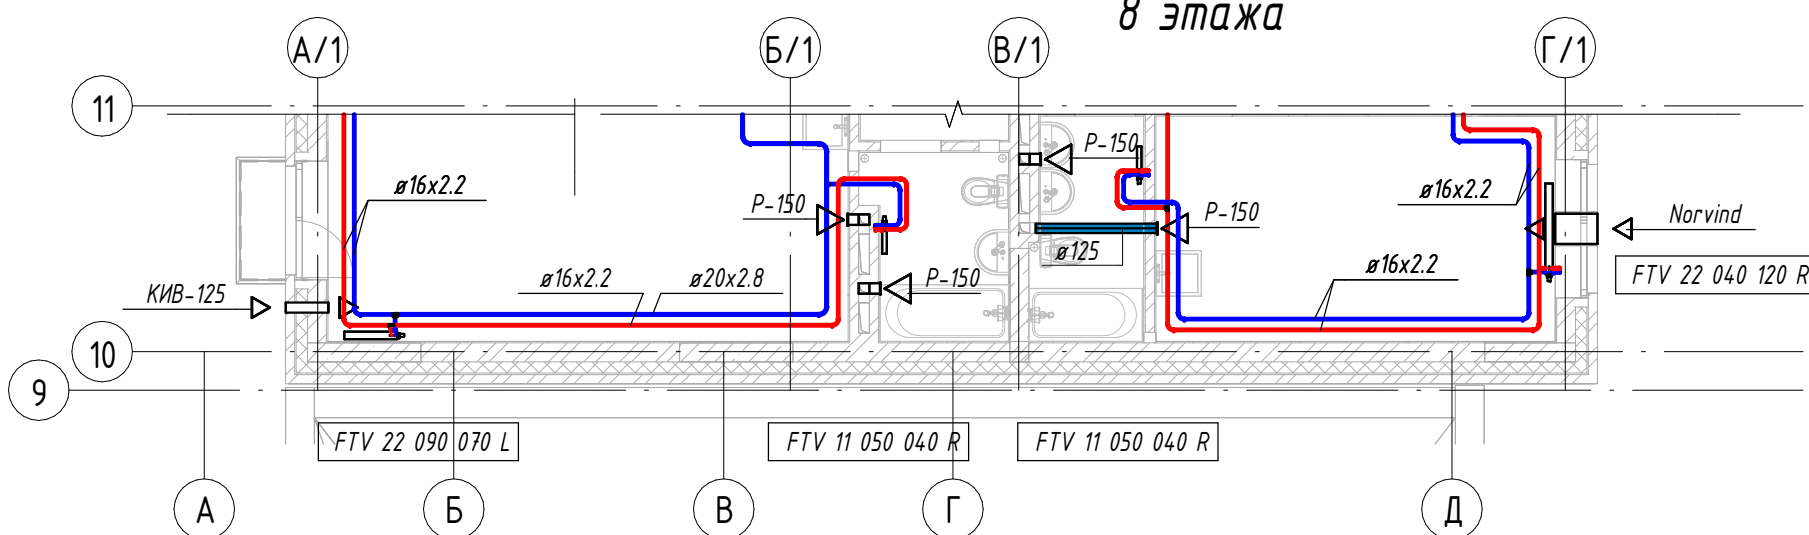 8 этажа
А/1
Б/1
В/1
Г/1
11
Р-150
ø16x2.2
ø16x2.2
Р-150
Р-150
Norvind
ø125
ø16x2.2
FTV 22 040 120 R
ø16x2.2
ø20x2.8
Р-150
КИВ-125
10
9
FTV 22 090 070 L
FTV 11 050 040 R
FTV 11 050 040 R
А
Б
В
Г
Д